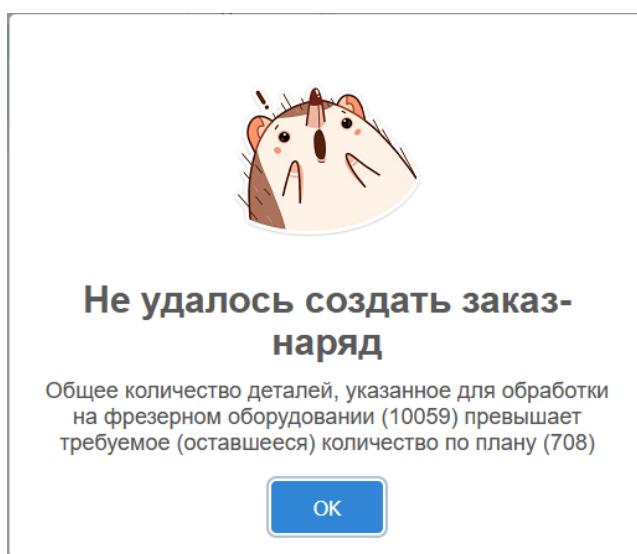 Не удалось создать заказ-
наряд
Общее количество деталей, указанное для обработки
на фрезерном оборудовании (10059) превышает
требуемое (оставшееся) количество по плану (708)
OK